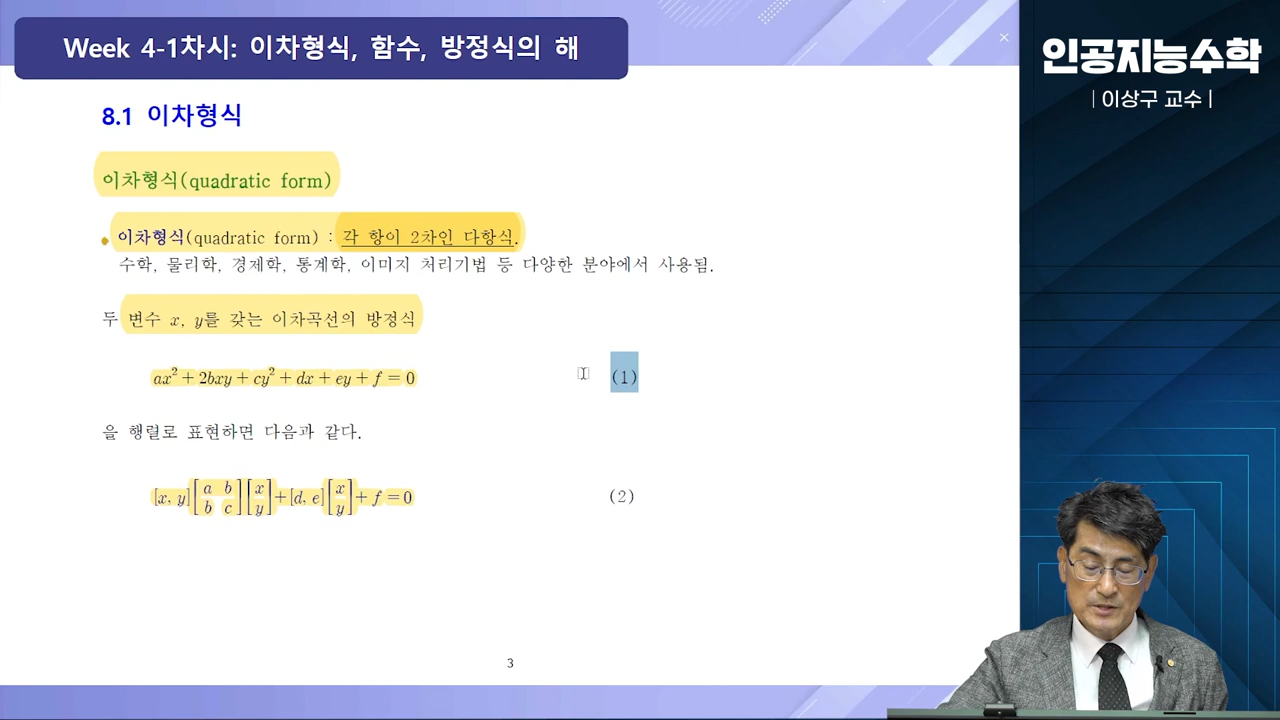 Week 4-1차시: 이차형식, 함수, 방정식의 해
인공지능수학
| 이상구 교수 |
8.1 이차형식
이차형식(quadratic form)
• 이차형식(quadratic form) : 각 항이 2차인 다항식.
수학, 물리학, 경제학, 통계학, 이미지 처리기법 등 다양한 분야에서 사용됨.
두 변수 x, y를 갖는 이차곡선의 방정식
ax² + 2bxy + cy² + dx + ey + f = 0 (1)
을 행렬로 표현하면 다음과 같다.
[x, y] [a b; b c] [x; y] + [d, e] [x; y] + f = 0 (2)
3